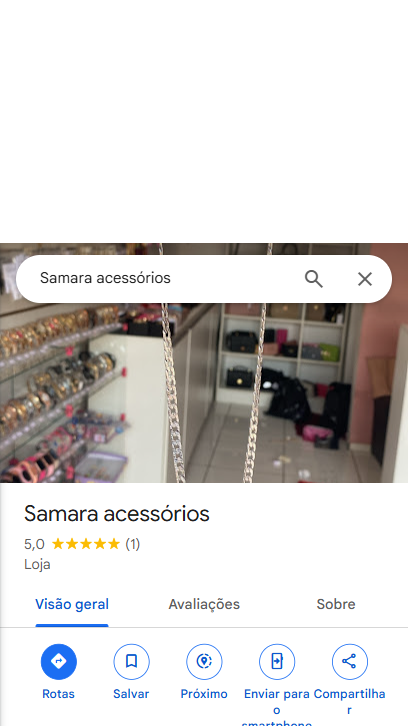 Samara acessórios
Samara acessórios
5,0 (1)
Loja
Visão geral Avaliações Sobre
Rotas Salvar Próximo Enviar para o smartphone Compartilhar